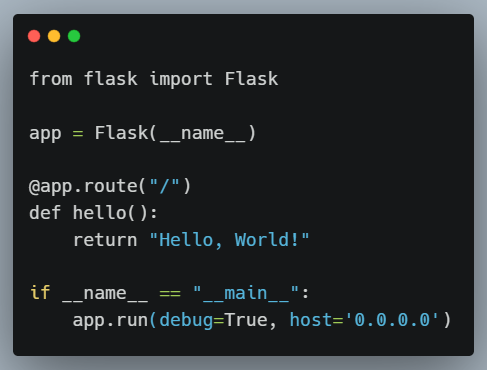 from flask import Flask
app = Flask(__name__)
@app.route("/")
def hello():
    return "Hello, World!"
if __name__ == "__main__":
    app.run(debug=True, host='0.0.0.0')